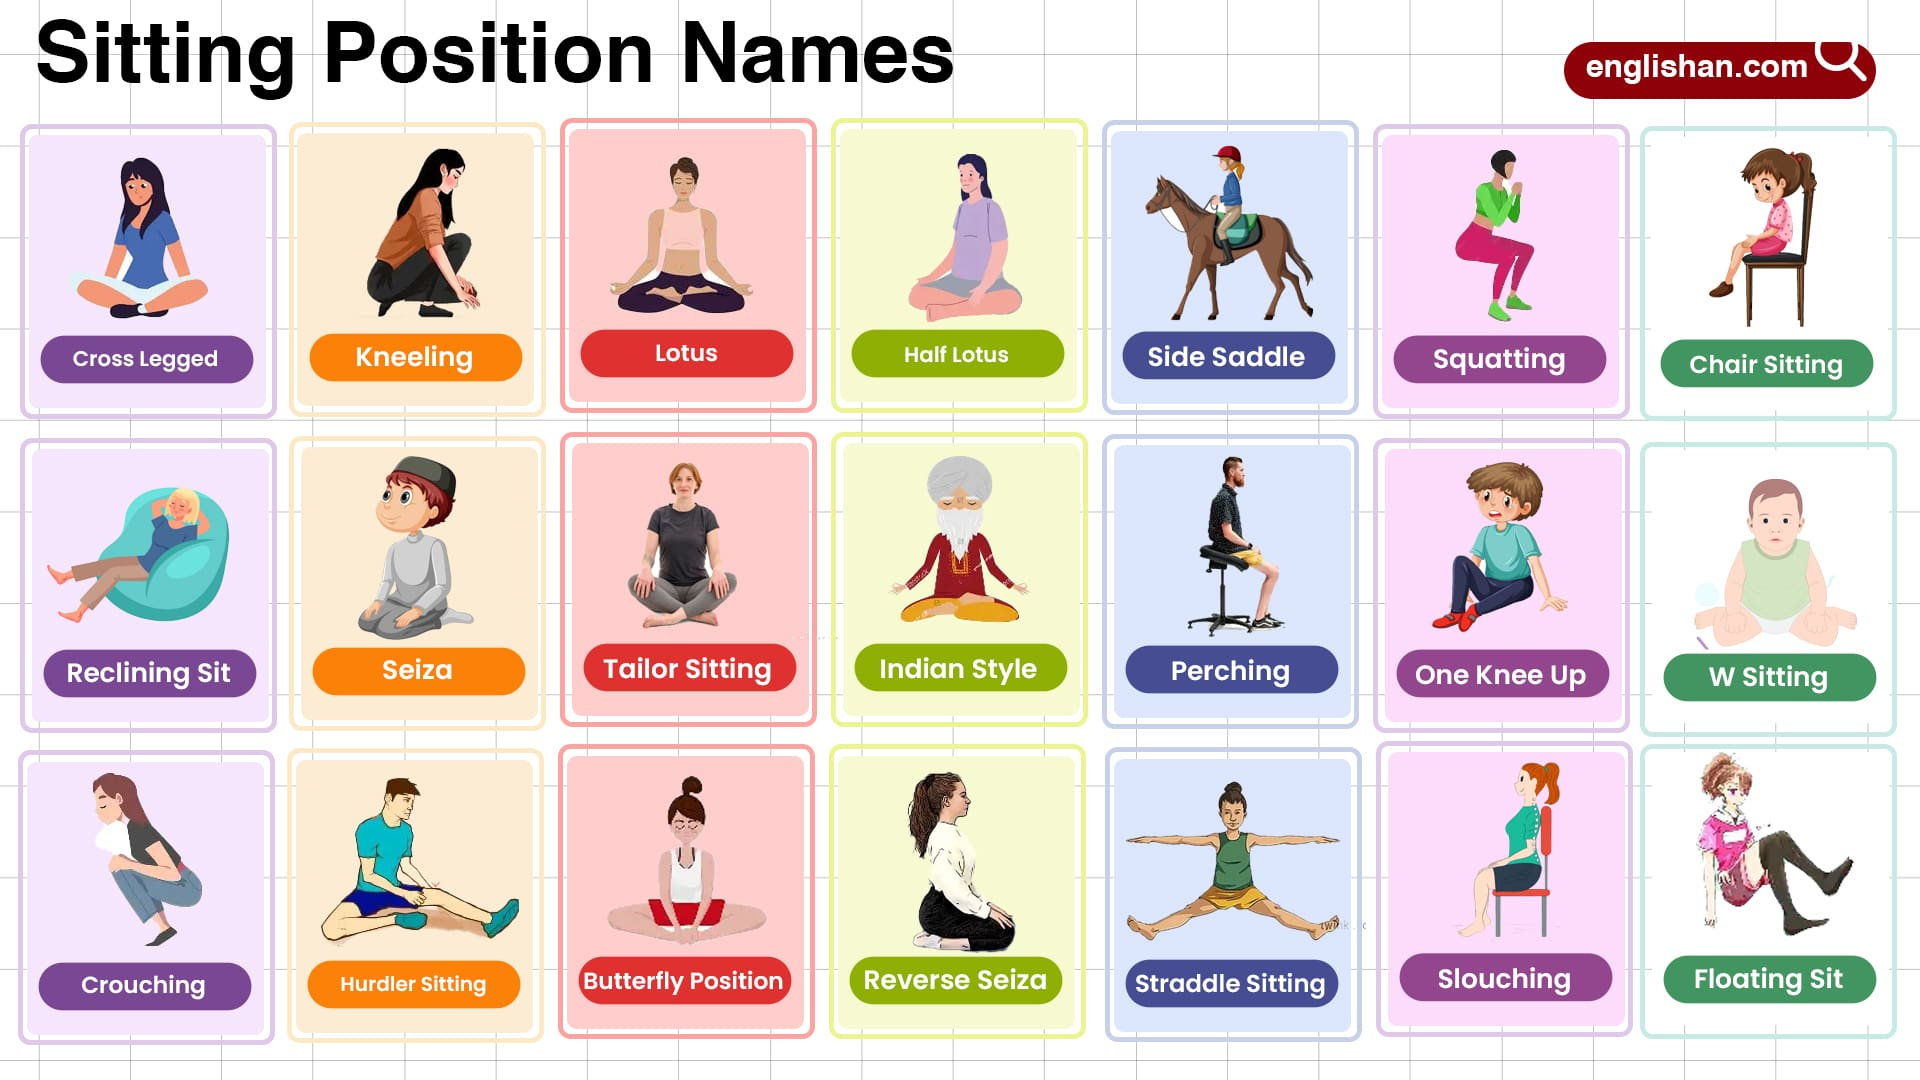 Sitting Position Names
englishan.com
Cross Legged
Kneeling
Lotus
Half Lotus
Side Saddle
Squatting
Chair Sitting
Reclining Sit
Seiza
Tailor Sitting
Indian Style
Perching
One Knee Up
W Sitting
Crouching
Hurdler Sitting
Butterfly Position
Reverse Seiza
Straddle Sitting
Slouching
Floating Sit